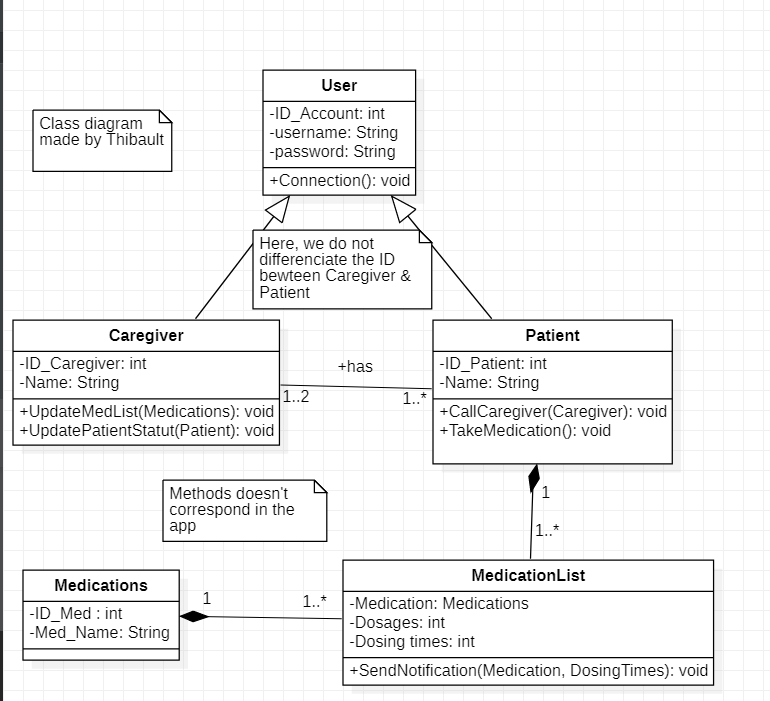 User
-ID_Account: int
-username: String
-password: String
+Connection(): void
Class diagram
made by Thibault
Here, we do not
differenciate the ID
bewteen Caregiver &
Patient
Caregiver
-ID_Caregiver: int
-Name: String
+UpdateMedList(Medications): void
+UpdatePatientStatut(Patient): void
+has
1..2
1..*
Patient
-ID_Patient: int
-Name: String
+CallCaregiver(Caregiver): void
+TakeMedication(): void
1
1..*
Methods doesn't
correspond in the
app
Medications
-ID_Med : int
-Med_Name: String
1
1..*
MedicationList
-Medication: Medications
-Dosages: int
-Dosing times: int
+SendNotification(Medication, DosingTimes): void